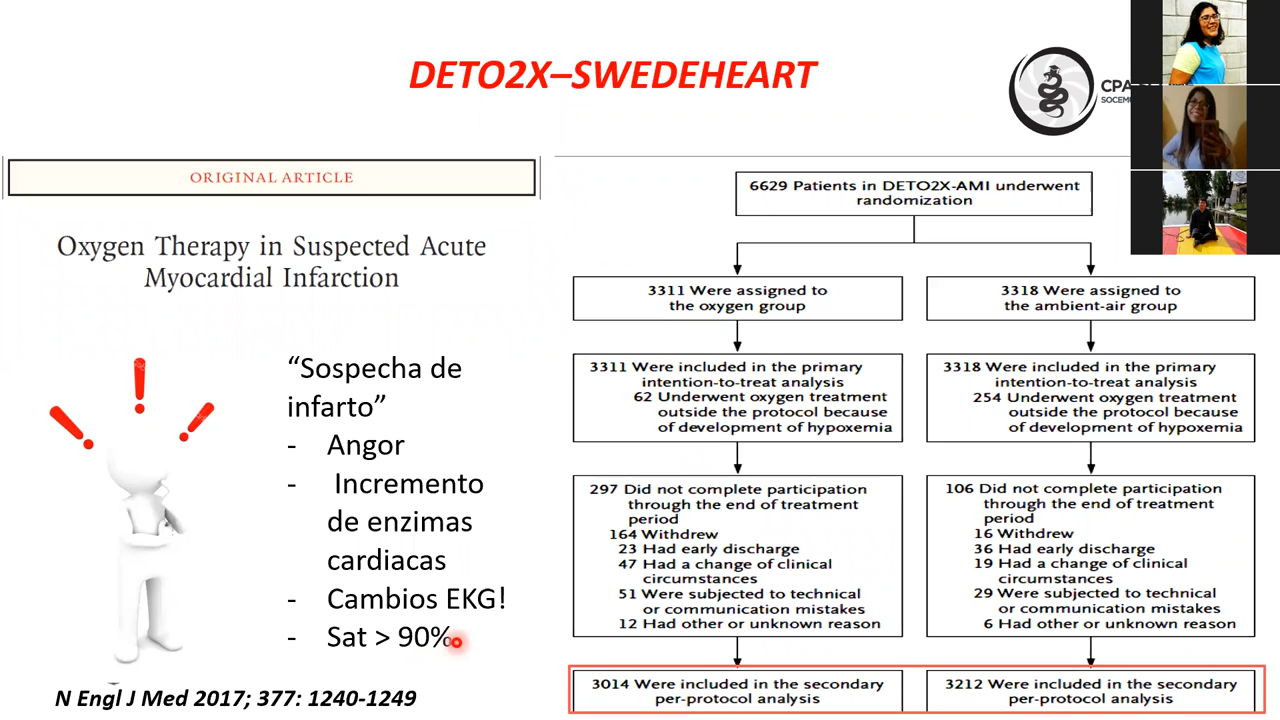 DETO2X–SWEDEHEART
ORIGINAL ARTICLE
Oxygen Therapy in Suspected Acute
Myocardial Infarction
“Sospecha de
infarto”
- Angor
- Incremento
de enzimas
cardiacas
- Cambios EKG!
- Sat > 90%
N Engl J Med 2017; 377: 1240-1249
6629 Patients in DETO2X-AMI underwent
randomization
3311 Were assigned to
the oxygen group
3318 Were assigned to
the ambient-air group
3311 Were included in the primary
intention-to-treat analysis
62 Underwent oxygen treatment
outside the protocol because
of development of hypoxemia
3318 Were included in the primary
intention-to-treat analysis
254 Underwent oxygen treatment
outside the protocol because
of development of hypoxemia
297 Did not complete participation
through the end of treatment
period
164 Withdrew
23 Had early discharge
47 Had a change of clinical
circumstances
51 Were subjected to technical
or communication mistakes
12 Had other or unknown reason
106 Did not complete participation
through the end of treatment
period
16 Withdrew
36 Had early discharge
19 Had a change of clinical
circumstances
29 Were subjected to technical
or communication mistakes
6 Had other or unknown reason
3014 Were included in the secondary
per-protocol analysis
3212 Were included in the secondary
per-protocol analysis